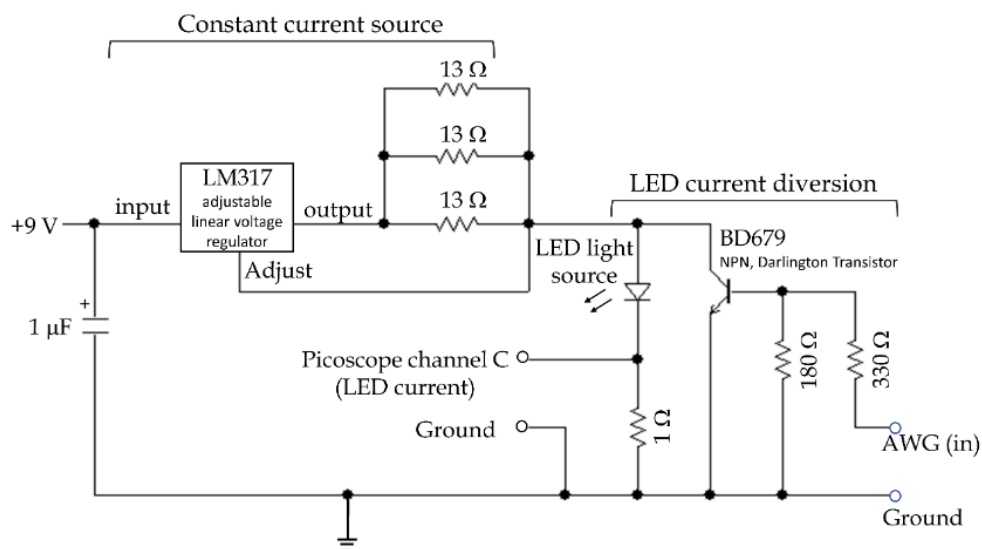 Constant current source
13 Ω
13 Ω
13 Ω
LM317
adjustable
linear voltage
regulator
input
output
Adjust
+9 V
+
1 μF
LED current diversion
LED light
source
BD679
NPN, Darlington Transistor
Picoscope channel C
(LED current)
Ground
1 Ω
180 Ω
330 Ω
AWG (in)
Ground